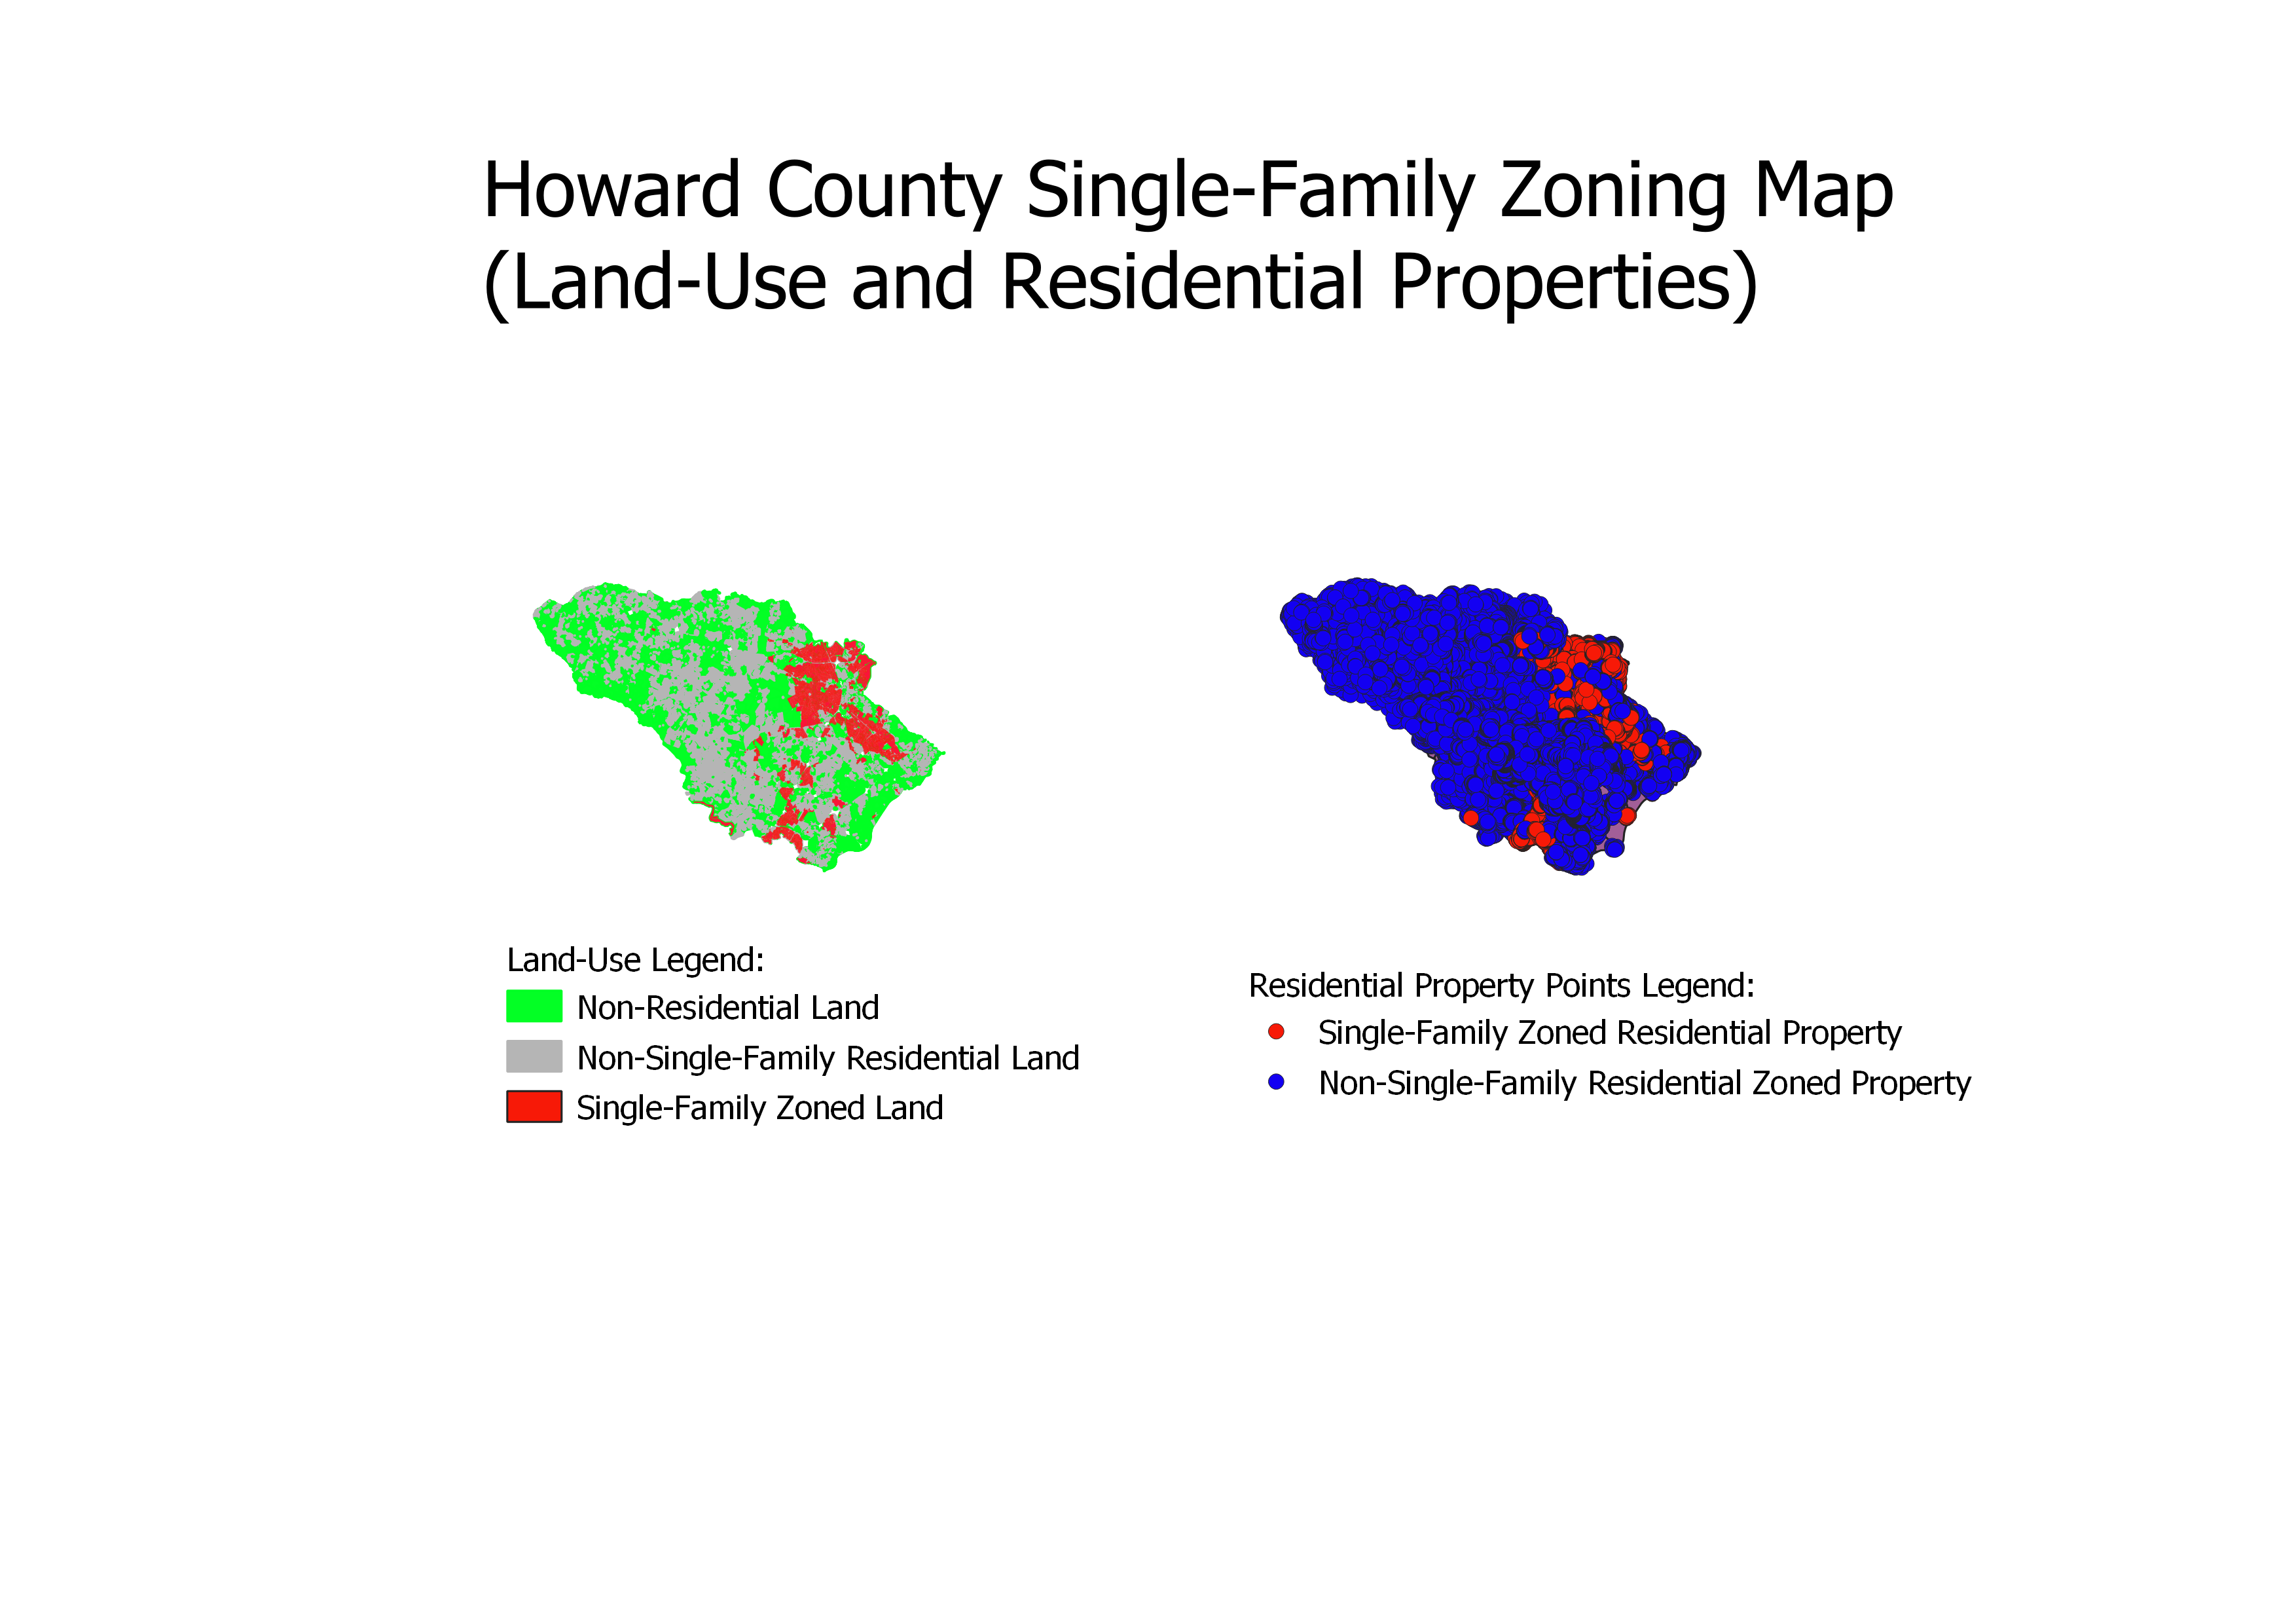 Howard County Single-Family Zoning Map
(Land-Use and Residential Properties)
Land-Use Legend:
Non-Residential Land
Non-Single-Family Residential Land
Single-Family Zoned Land
Residential Property Points Legend:
Single-Family Zoned Residential Property
Non-Single-Family Residential Zoned Property